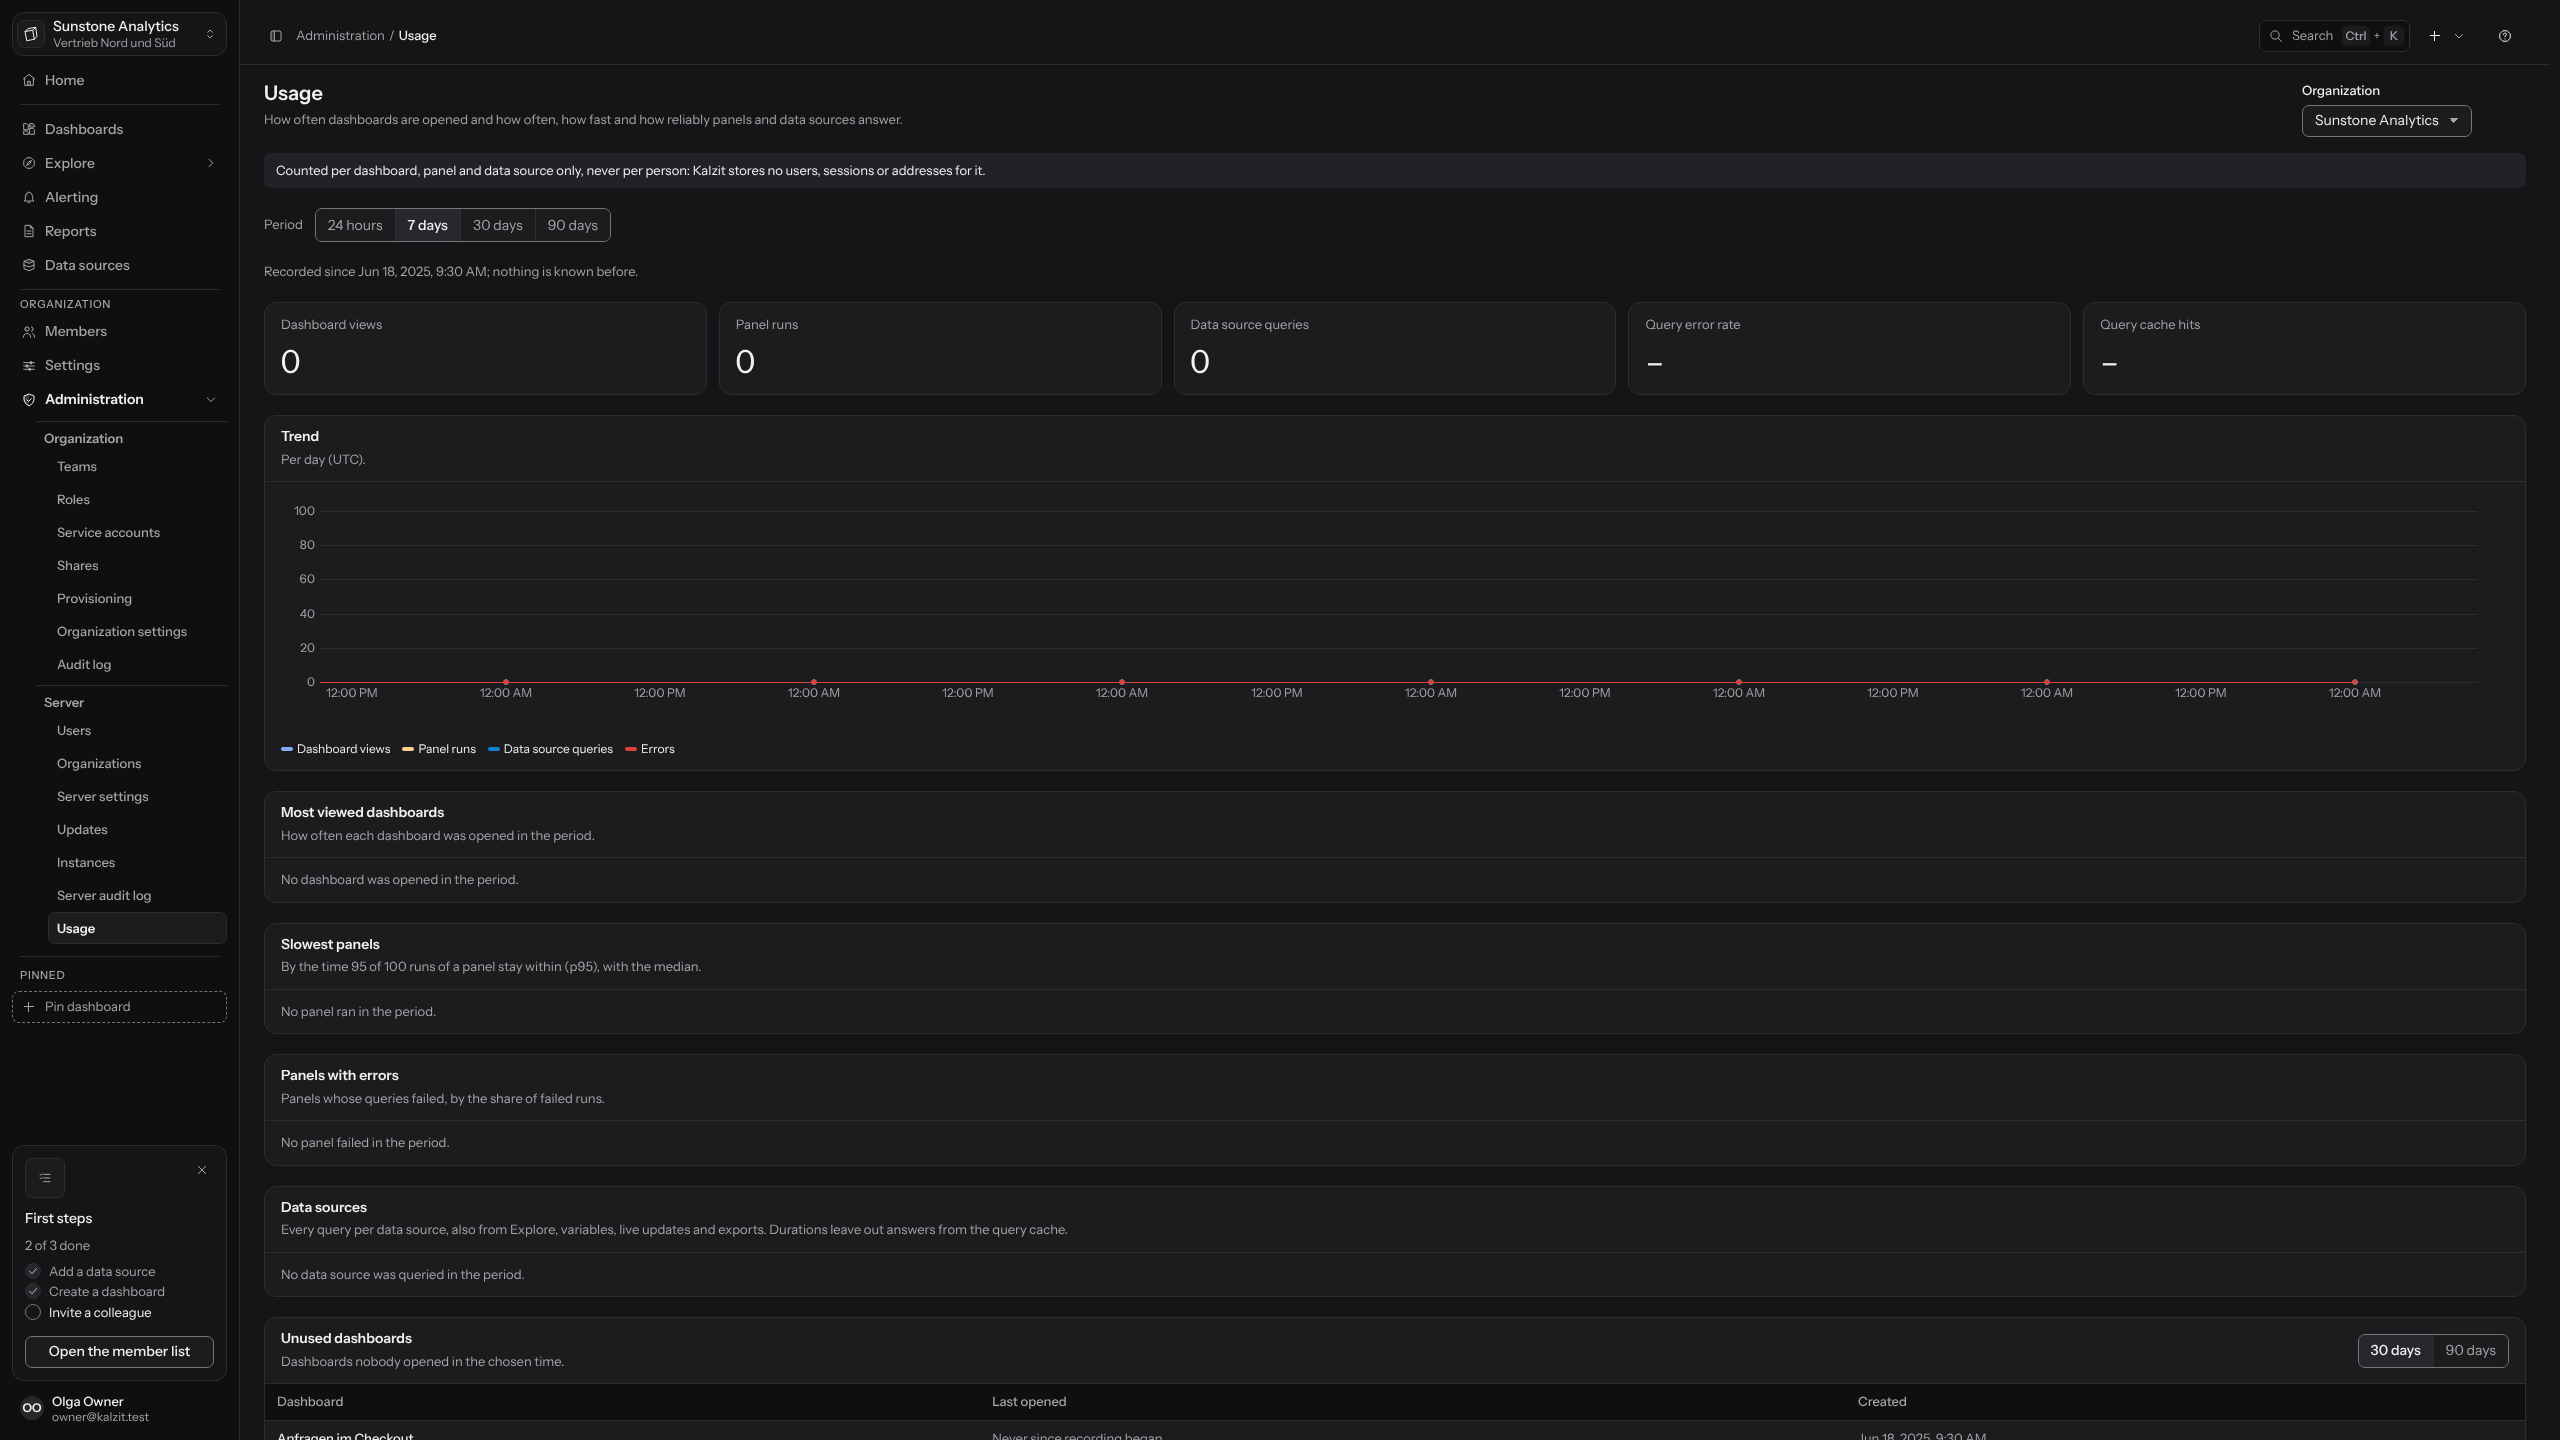 Sunstone Analytics
Vertrieb Nord und Süd
Home
Dashboards
Explore
Alerting
Reports
Data sources
ORGANIZATION
Members
Settings
Administration
Organization
Teams
Roles
Service accounts
Shares
Provisioning
Organization settings
Audit log
Server
Users
Organizations
Server settings
Updates
Instances
Server audit log
Usage
PINNED
Pin dashboard
First steps
2 of 3 done
Add a data source
Create a dashboard
Invite a colleague
Open the member list
OO
Olga Owner
owner@kalzit.test
Administration / Usage
Search Ctrl + K
Usage
How often dashboards are opened and how often, how fast and how reliably panels and data sources answer.
Organization
Sunstone Analytics
Counted per dashboard, panel and data source only, never per person: Kalzit stores no users, sessions or addresses for it.
Period 24 hours 7 days 30 days 90 days
Recorded since Jun 18, 2025, 9:30 AM; nothing is known before.
Dashboard views
0
Panel runs
0
Data source queries
0
Query error rate
–
Query cache hits
–
Trend
Per day (UTC).
100
80
60
40
20
0
12:00 PM 12:00 AM 12:00 PM 12:00 AM 12:00 PM 12:00 AM 12:00 PM 12:00 AM 12:00 PM 12:00 AM 12:00 PM 12:00 AM 12:00 PM 12:00 AM
Dashboard views Panel runs Data source queries Errors
Most viewed dashboards
How often each dashboard was opened in the period.
No dashboard was opened in the period.
Slowest panels
By the time 95 of 100 runs of a panel stay within (p95), with the median.
No panel ran in the period.
Panels with errors
Panels whose queries failed, by the share of failed runs.
No panel failed in the period.
Data sources
Every query per data source, also from Explore, variables, live updates and exports. Durations leave out answers from the query cache.
No data source was queried in the period.
Unused dashboards
Dashboards nobody opened in the chosen time.
30 days 90 days
Dashboard Last opened Created
Anfragen im Checkout Never since recording began Jun 18, 2025, 9:30 AM